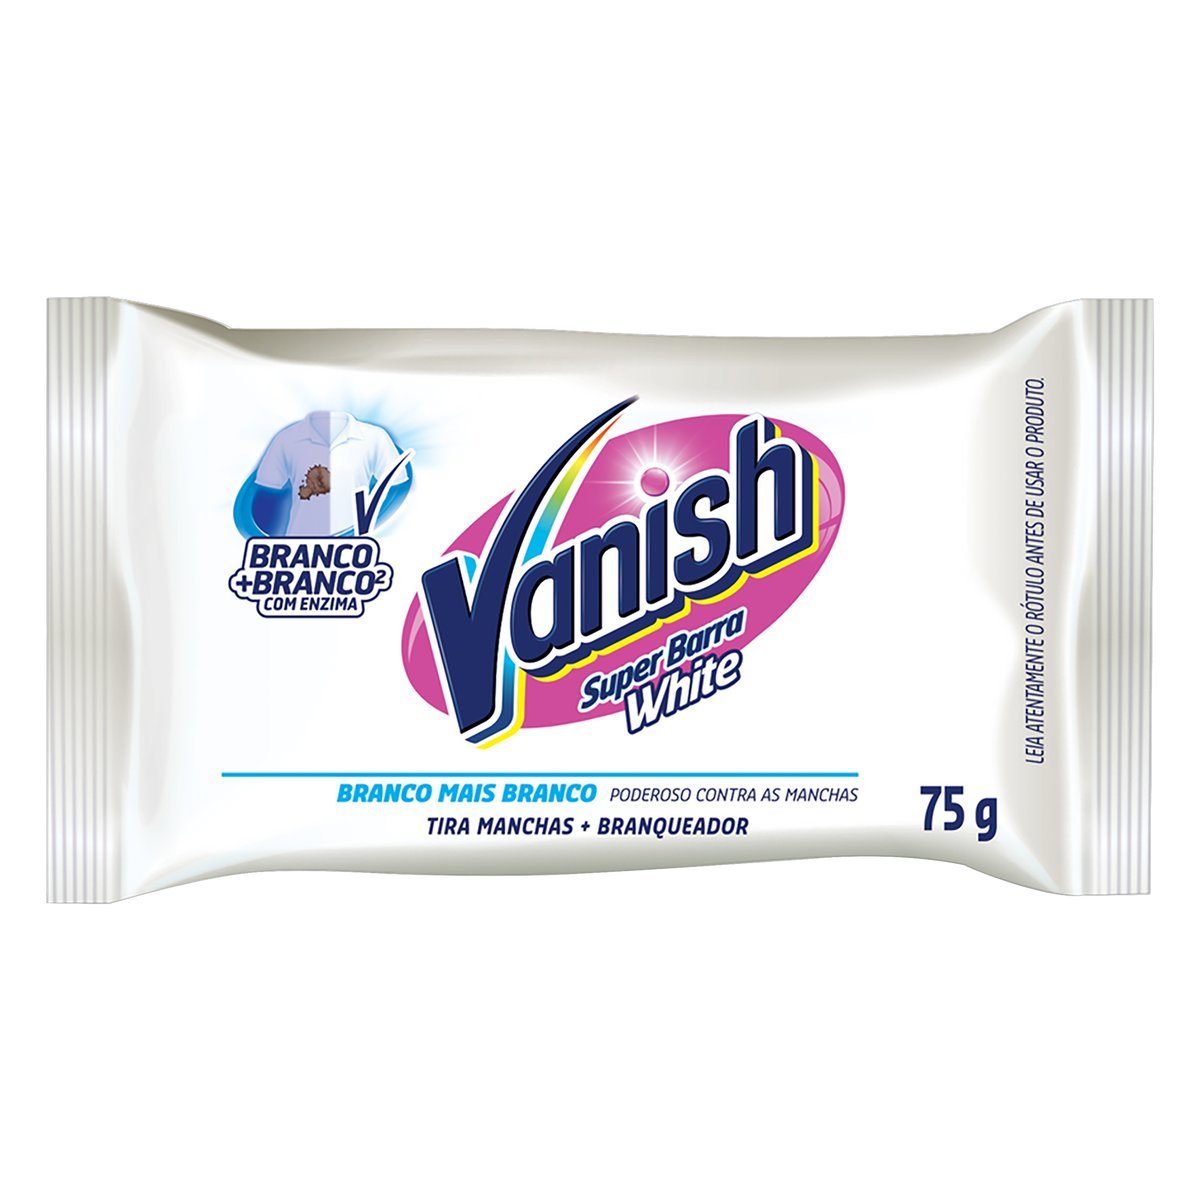 BRANCO
+BRANCO²
COM ENZIMA
Vanish
Super Barra
White
BRANCO MAIS BRANCO PODEROSO CONTRA AS MANCHAS
TIRA MANCHAS + BRANQUEADOR
75 g
LEIA ATENTAMENTE O RÓTULO ANTES DE USAR O PRODUTO.